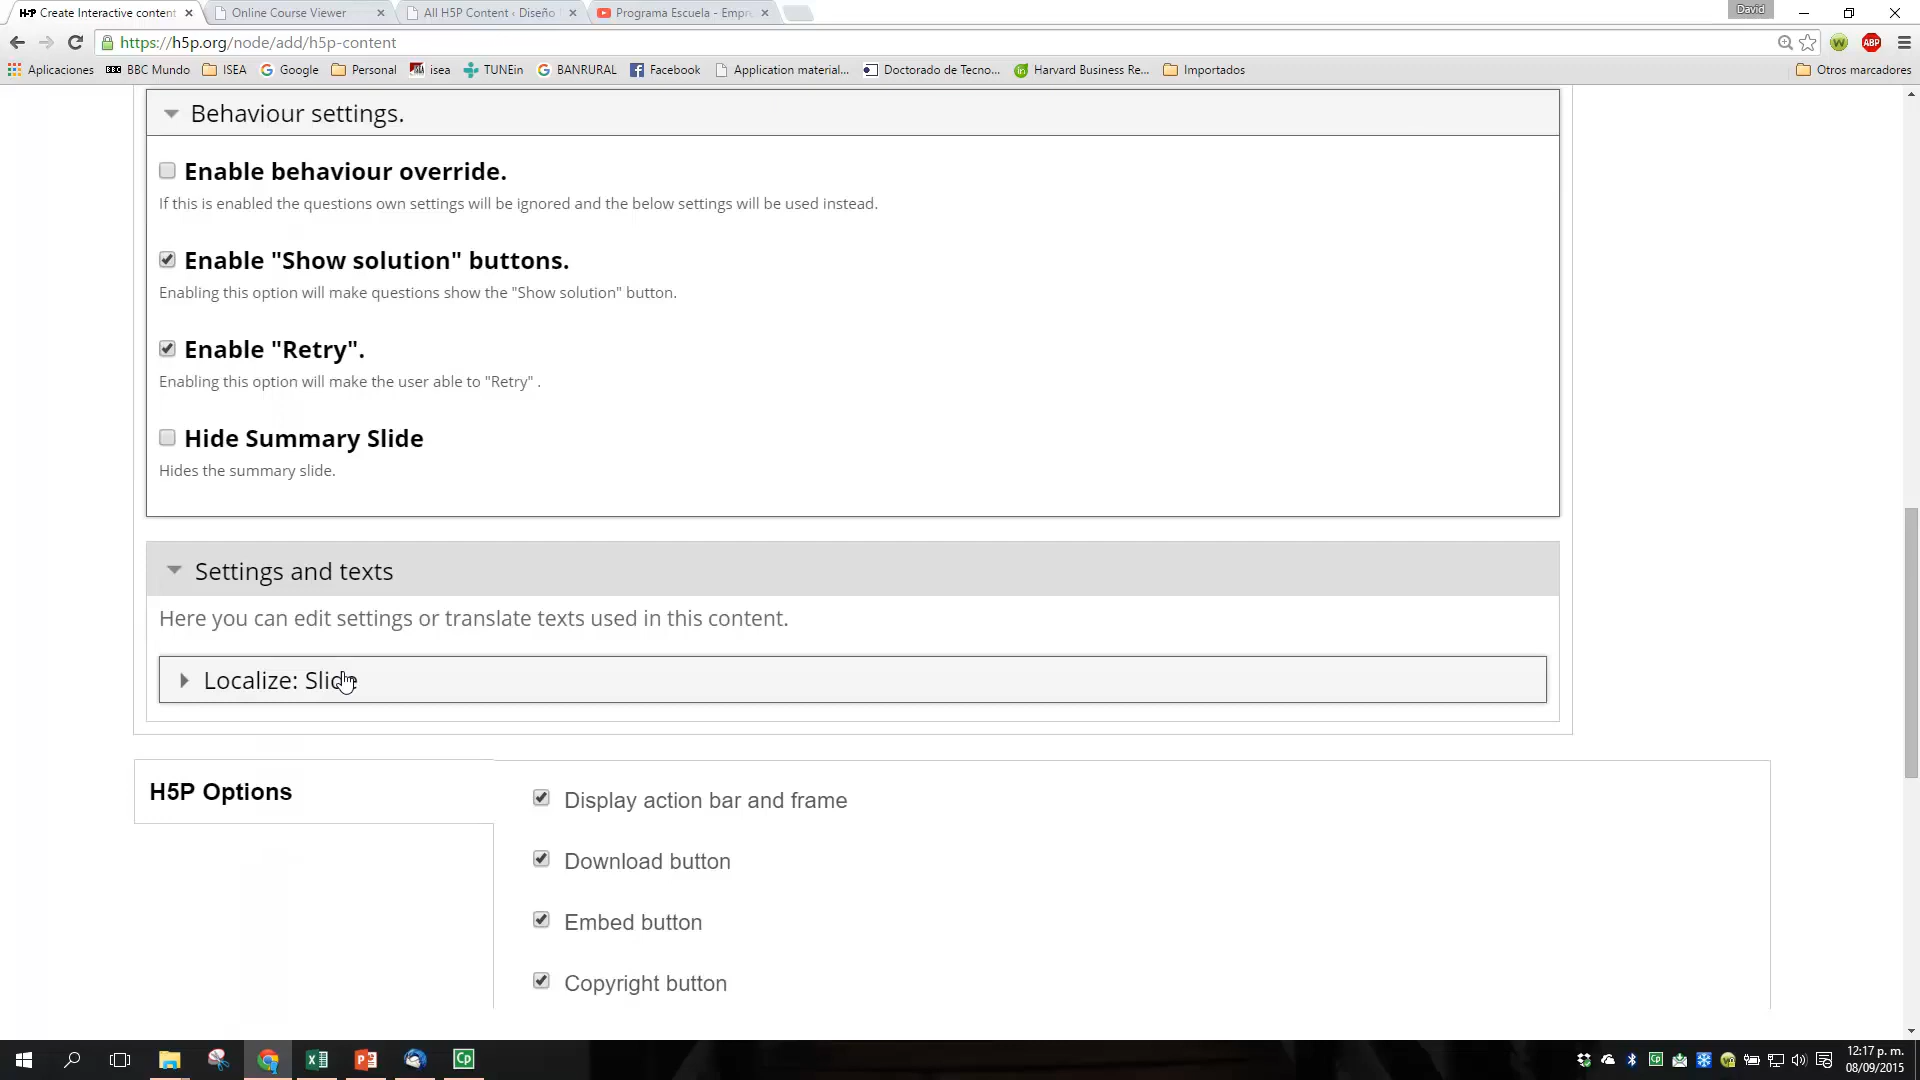 H-P Create Interactive content
Online Course Viewer
All H5P Content ‹ Diseño
Programa Escuela - Empr
David
https://h5p.org/node/add/h5p-content
Aplicaciones
BBC BBC Mundo
ISEA
Google
Personal
isea
TUNEin
BANRURAL
Facebook
Application material...
Doctorado de Tecno...
Harvard Business Re...
Importados
Otros marcadores
Behaviour settings.
Enable behaviour override.
If this is enabled the questions own settings will be ignored and the below settings will be used instead.
Enable "Show solution" buttons.
Enabling this option will make questions show the "Show solution" button.
Enable "Retry".
Enabling this option will make the user able to "Retry" .
Hide Summary Slide
Hides the summary slide.
Settings and texts
Here you can edit settings or translate texts used in this content.
Localize: Slide
H5P Options
Display action bar and frame
Download button
Embed button
Copyright button
12:17 p. m.
08/09/2015